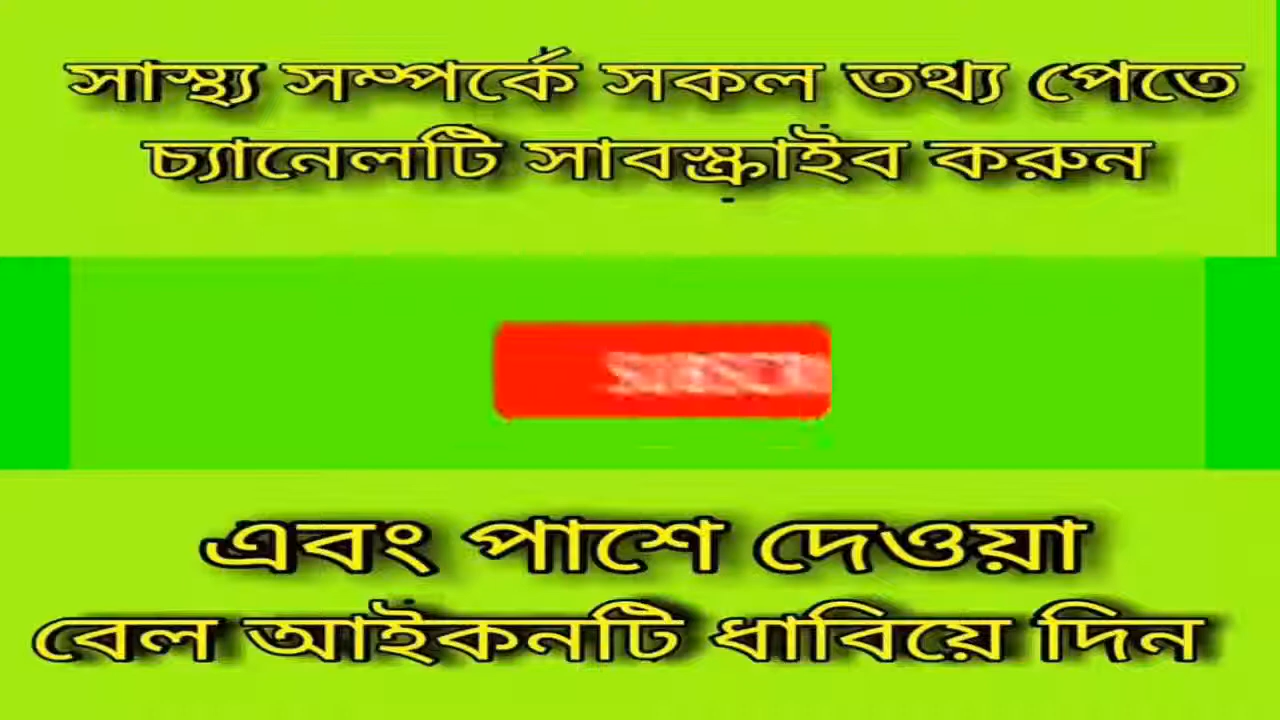 সাস্থ্য সম্পর্কে সকল তথ্য পেতে
চ্যানেলটি সাবস্ক্রাইব করুন
এবং পাশে দেওয়া
বেল আইকনটি ধাবিয়ে দিন